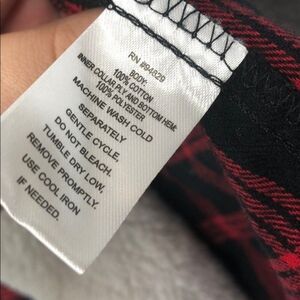 RN #94029
BODY:
100% COTTON
INNER COLLAR PLY AND BOTTOM HEM:
100% POLYESTER
MACHINE WASH COLD
SEPARATELY
GENTLE CYCLE.
DO NOT BLEACH.
TUMBLE DRY LOW.
REMOVE PROMPTLY.
USE COOL IRON
IF NEEDED.